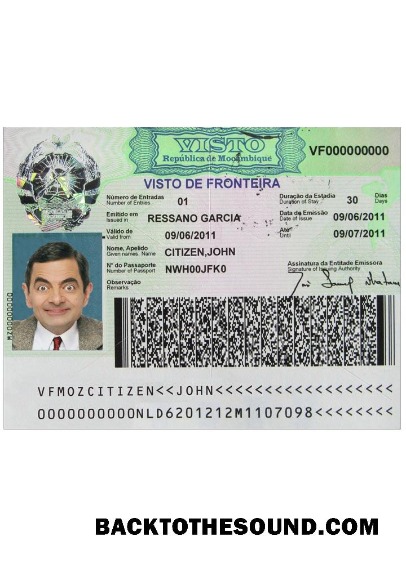 VISTO
República de Moçambique
VF000000000
VISTO DE FRONTEIRA
Número de Entradas 01 Duração da Estadia 30 Dias
Number of Entries Duration of Stay Days
Emitido em RESSANO GARCIA Data de Emissão 09/06/2011
Issued in Date of Issue
Válido de 09/06/2011 Até 09/07/2011
Valid from Until
Nome, Apelido CITIZEN,JOHN
Given names, Name
Nº do Passaporte NWH00JFK0 Assinatura da Entidade Emissora
Number of Passport Signature of Issuing Authority
Observação
Remarks
MZ00000000
VFMOZCITIZEN<<JOHN<<<<<<<<<<<<<<<<<<
0000000000NLD6201212M1107098<<<<<<<<
BACKTOTHESOUND.COM